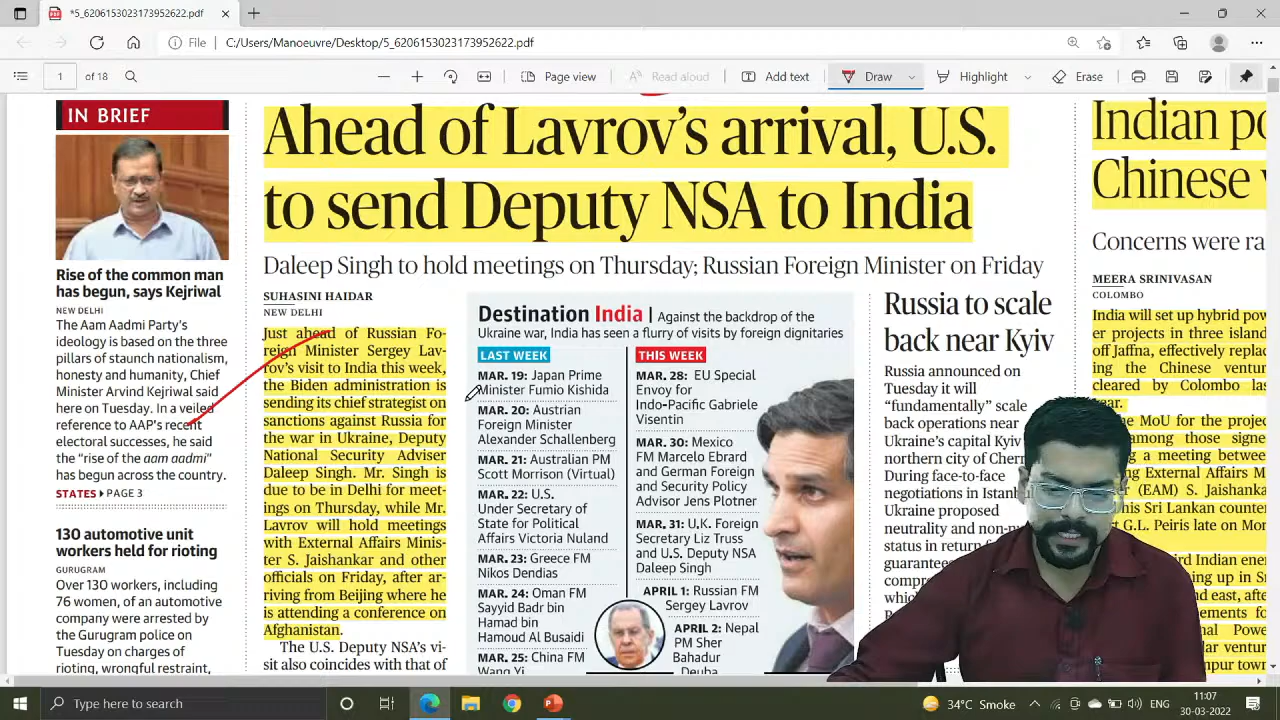 *5_6206153023173952622.pdf
File
C:/Users/Manoeuvre/Desktop/5_6206153023173952622.pdf
1 of 18
Page view
Read aloud
Add text
Draw
Highlight
Erase
IN BRIEF
Rise of the common man
has begun, says Kejriwal
NEW DELHI
The Aam Aadmi Party's
ideology is based on the three
pillars of staunch nationalism,
honesty and humanity, Chief
Minister Arvind Kejriwal said
here on Tuesday. In a veiled
reference to AAP's recent
electoral successes, he said
the “rise of the aam aadmi”
has begun across the country.
STATES PAGE 3
130 automotive unit
workers held for rioting
GURUGRAM
Over 130 workers, including
76 women, of an automotive
company were arrested by
the Gurugram police on
Tuesday on charges of
rioting, wrongful restraint,
Ahead of Lavrov's arrival, U.S.
to send Deputy NSA to India
Daleep Singh to hold meetings on Thursday; Russian Foreign Minister on Friday
SUHASINI HAIDAR
NEW DELHI
Just ahead of Russian Fo-
reign Minister Sergey Lav-
rov's visit to India this week,
the Biden administration is
sending its chief strategist on
sanctions against Russia for
the war in Ukraine, Deputy
National Security Adviser
Daleep Singh. Mr. Singh is
due to be in Delhi for meet-
ings on Thursday, while Mr.
Lavrov will hold meetings
with External Affairs Minis-
ter S. Jaishankar and other
officials on Friday, after ar-
riving from Beijing where he
is attending a conference on
Afghanistan.
The U.S. Deputy NSA's vi-
sit also coincides with that of
Destination India | Against the backdrop of the
Ukraine war, India has seen a flurry of visits by foreign dignitaries
LAST WEEK
MAR. 19: Japan Prime
Minister Fumio Kishida
MAR. 20: Austrian
Foreign Minister
Alexander Schallenberg
MAR. 21: Australian PM
Scott Morrison (Virtual)
MAR. 22: U.S.
Under Secretary of
State for Political
Affairs Victoria Nuland
MAR. 23: Greece FM
Nikos Dendias
MAR. 24: Oman FM
Sayyid Badr bin
Hamad bin
Hamoud Al Busaidi
MAR. 25: China FM
Wang Yi
THIS WEEK
MAR. 28: EU Special
Envoy for
Indo-Pacific Gabriele
Visentin
MAR. 30: Mexico
FM Marcelo Ebrard
and German Foreign
and Security Policy
Advisor Jens Plotner
MAR. 31: U.K. Foreign
Secretary Liz Truss
and U.S. Deputy NSA
Daleep Singh
APRIL 1: Russian FM
Sergey Lavrov
APRIL 2: Nepal
PM Sher
Bahadur
Deuba
Russia to scale
back near Kyiv
Russia announced on
Tuesday it will
“fundamentally” scale
back operations near
Ukraine's capital Kyiv
northern city of
During face-to-face
negotiations in
Ukraine proposed
neutrality and
status in return
Indian
Chinese
Concerns were
MEERA SRINIVASAN
COLOMBO
India will set up hybrid
er projects in three
off Jaffna, effectively
ing the Chinese
cleared by Colombo
MoU for the
among those
a meeting
External Affairs
(EAM) S.
his Sri Lankan
G.L. Peiris late on
Type here to search
34°C Smoke
ENG
11:07
30-03-2022